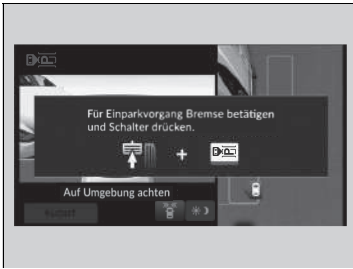 Für Einparkvorgang Bremse betätigen
und Schalter drücken.
+
Auf Umgebung achten